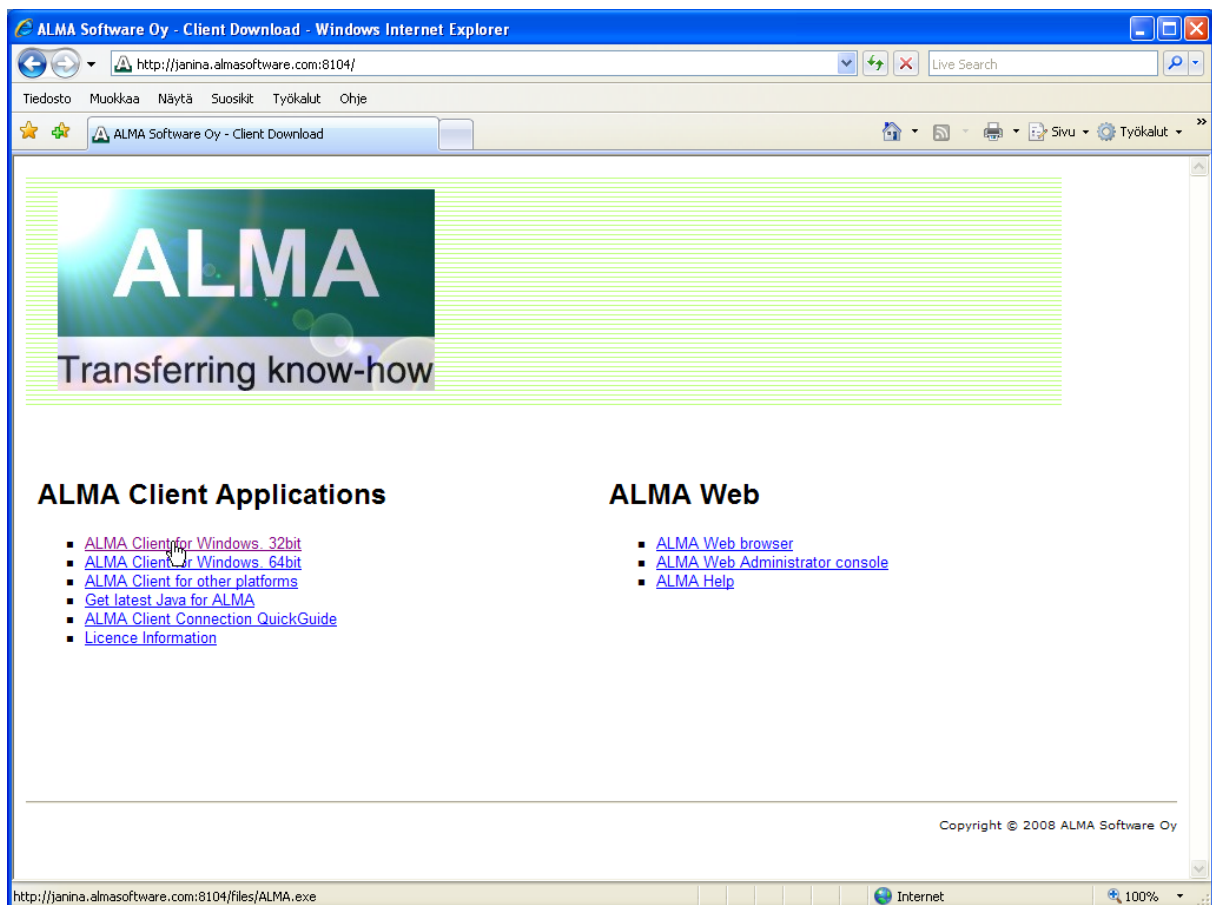 ALMA Software Oy - Client Download - Windows Internet Explorer
http://janina.almasoftware.com:8104/
Live Search
Tiedosto Muokkaa Näytä Suosikit Työkalut Ohje
ALMA Software Oy - Client Download
Sivu
Työkalut
ALMA
Transferring know-how
ALMA Client Applications
ALMA Client for Windows. 32bit
ALMA Client for Windows. 64bit
ALMA Client for other platforms
Get latest Java for ALMA
ALMA Client Connection QuickGuide
Licence Information
ALMA Web
ALMA Web browser
ALMA Web Administrator console
ALMA Help
Copyright © 2008 ALMA Software Oy
http://janina.almasoftware.com:8104/files/ALMA.exe
Internet
100%